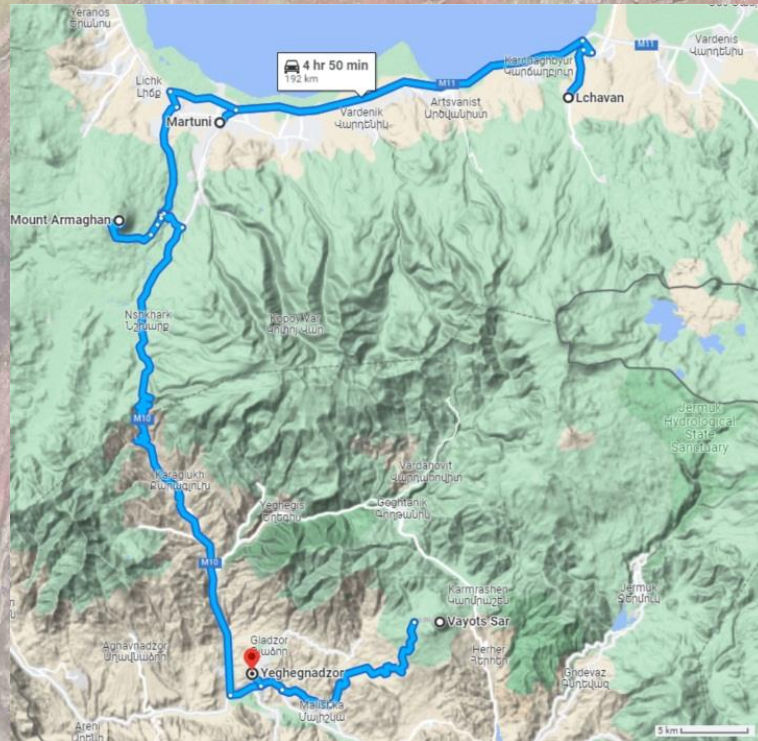 Yeranos
Երանոս
4 hr 50 min
192 km
Lichk
Լիճք
Martuni
Vardenik
Վարդենիկ
M11
Artsvanist
Արծվանիստ
Karchaghbyur
Կարճաղբյուր
M11
Vardenis
Վարդենիս
Lchavan
Mount Armaghan
Nshkhark
Նշխարք
M10
Karaglukh
Քարագլուխ
Vardahovit
Վարդահովիտ
Jermuk
Hydrological
State
Sanctuary
Yeghegis
Եղեգիս
Goghtanik
Գողթանիկ
M10
Karmrashen
Կարմրաշեն
Jermuk
Ջերմուկ
Vayots Sar
Herher
Հերհեր
Agnavnadzor
Աղավնաձոր
Gladzor
Yeghegnadzor
Malishka
Մալիշկա
Gndevaz
Գնդեվազ
Areni
Արենի
5 km